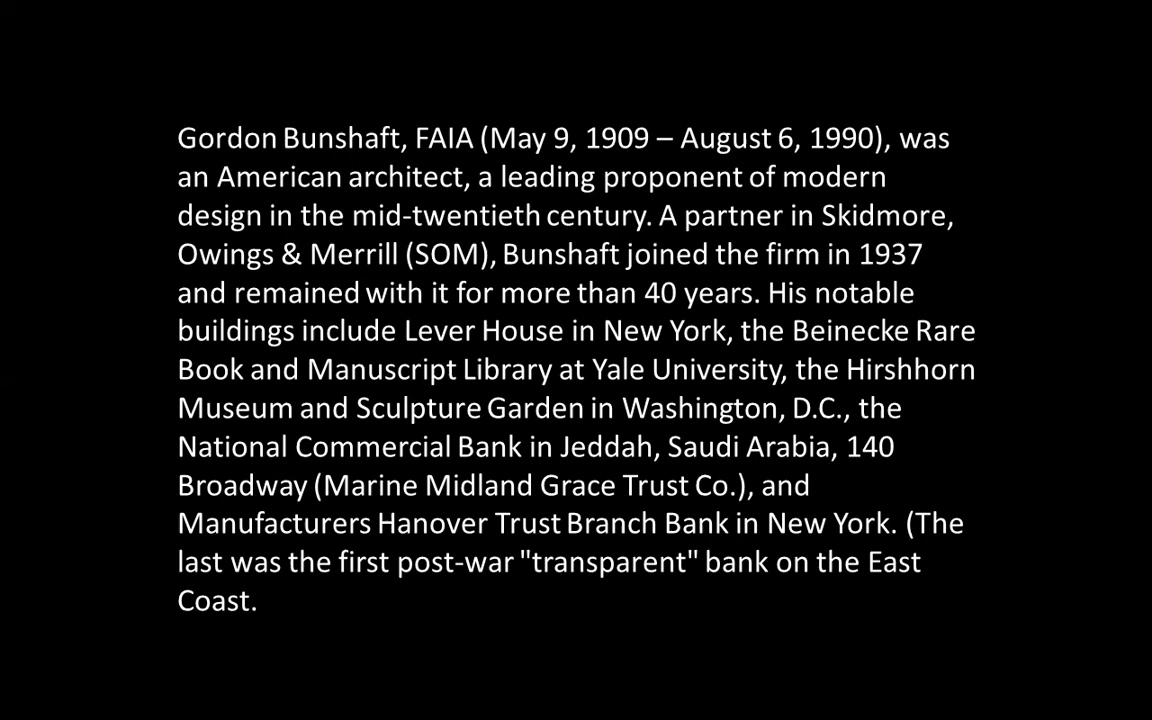 Gordon Bunshaft, FAIA (May 9, 1909 – August 6, 1990), was
an American architect, a leading proponent of modern
design in the mid-twentieth century. A partner in Skidmore,
Owings & Merrill (SOM), Bunshaft joined the firm in 1937
and remained with it for more than 40 years. His notable
buildings include Lever House in New York, the Beinecke Rare
Book and Manuscript Library at Yale University, the Hirshhorn
Museum and Sculpture Garden in Washington, D.C., the
National Commercial Bank in Jeddah, Saudi Arabia, 140
Broadway (Marine Midland Grace Trust Co.), and
Manufacturers Hanover Trust Branch Bank in New York. (The
last was the first post-war "transparent" bank on the East
Coast.